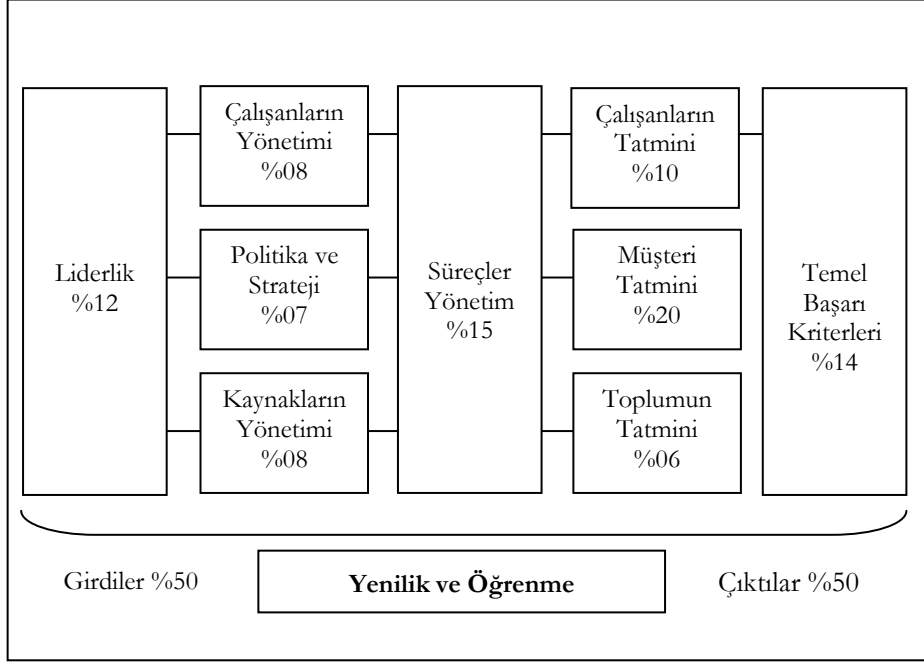 Liderlik
%12
Çalışanların
Yönetimi
%08
Politika ve
Strateji
%07
Kaynakların
Yönetimi
%08
Süreçler
Yönetim
%15
Çalışanların
Tatmini
%10
Müşteri
Tatmini
%20
Toplumun
Tatmini
%06
Temel
Başarı
Kriterleri
%14
Girdiler %50
Yenilik ve Öğrenme
Çıktılar %50